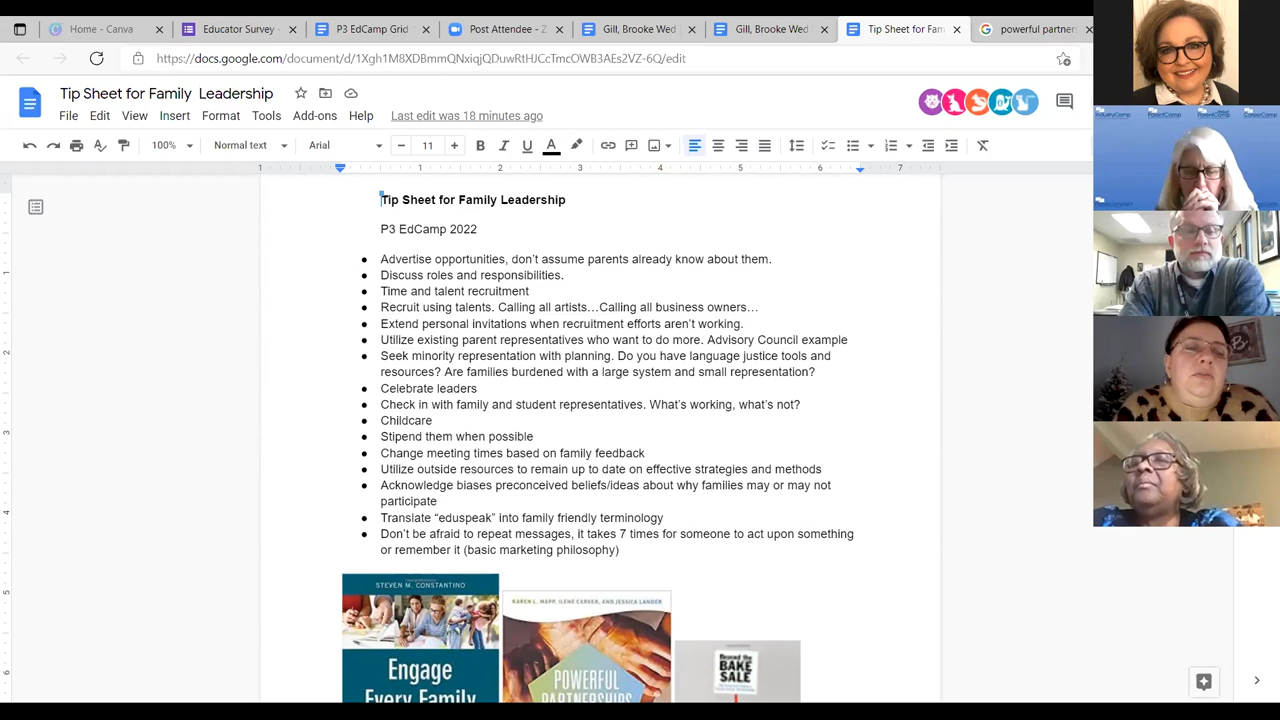 Home - Canva
Educator Survey -
P3 EdCamp Grid
Post Attendee - Z
Gill, Brooke Wed
Gill, Brooke Wed
Tip Sheet for Fam
powerful partner
https://docs.google.com/document/d/1Xgh1M8XDBmmQNxiqjQDuwRtHJCcTmcOWB3AEs2VZ-6Q/edit
Tip Sheet for Family Leadership
File Edit View Insert Format Tools Add-ons Help Last edit was 18 minutes ago
100% Normal text Arial 11
1 1 2 3 4 5 6 7
Tip Sheet for Family Leadership
P3 EdCamp 2022
● Advertise opportunities, don’t assume parents already know about them.
● Discuss roles and responsibilities.
● Time and talent recruitment
● Recruit using talents. Calling all artists…Calling all business owners…
● Extend personal invitations when recruitment efforts aren’t working.
● Utilize existing parent representatives who want to do more. Advisory Council example
● Seek minority representation with planning. Do you have language justice tools and
resources? Are families burdened with a large system and small representation?
● Celebrate leaders
● Check in with family and student representatives. What’s working, what’s not?
● Childcare
● Stipend them when possible
● Change meeting times based on family feedback
● Utilize outside resources to remain up to date on effective strategies and methods
● Acknowledge biases preconceived beliefs/ideas about why families may or may not
participate
● Translate “eduspeak” into family friendly terminology
● Don’t be afraid to repeat messages, it takes 7 times for someone to act upon something
or remember it (basic marketing philosophy)
STEVEN M. CONSTANTINO
Engage
Every Family
KAREN L. MAPP, ILENE CARVER, AND JESSICA LANDER
POWERFUL
PARTNERSHIPS
Beyond the
BAKE
SALE
IndustryCamp ParentCamp ParentCamp CareerCamp